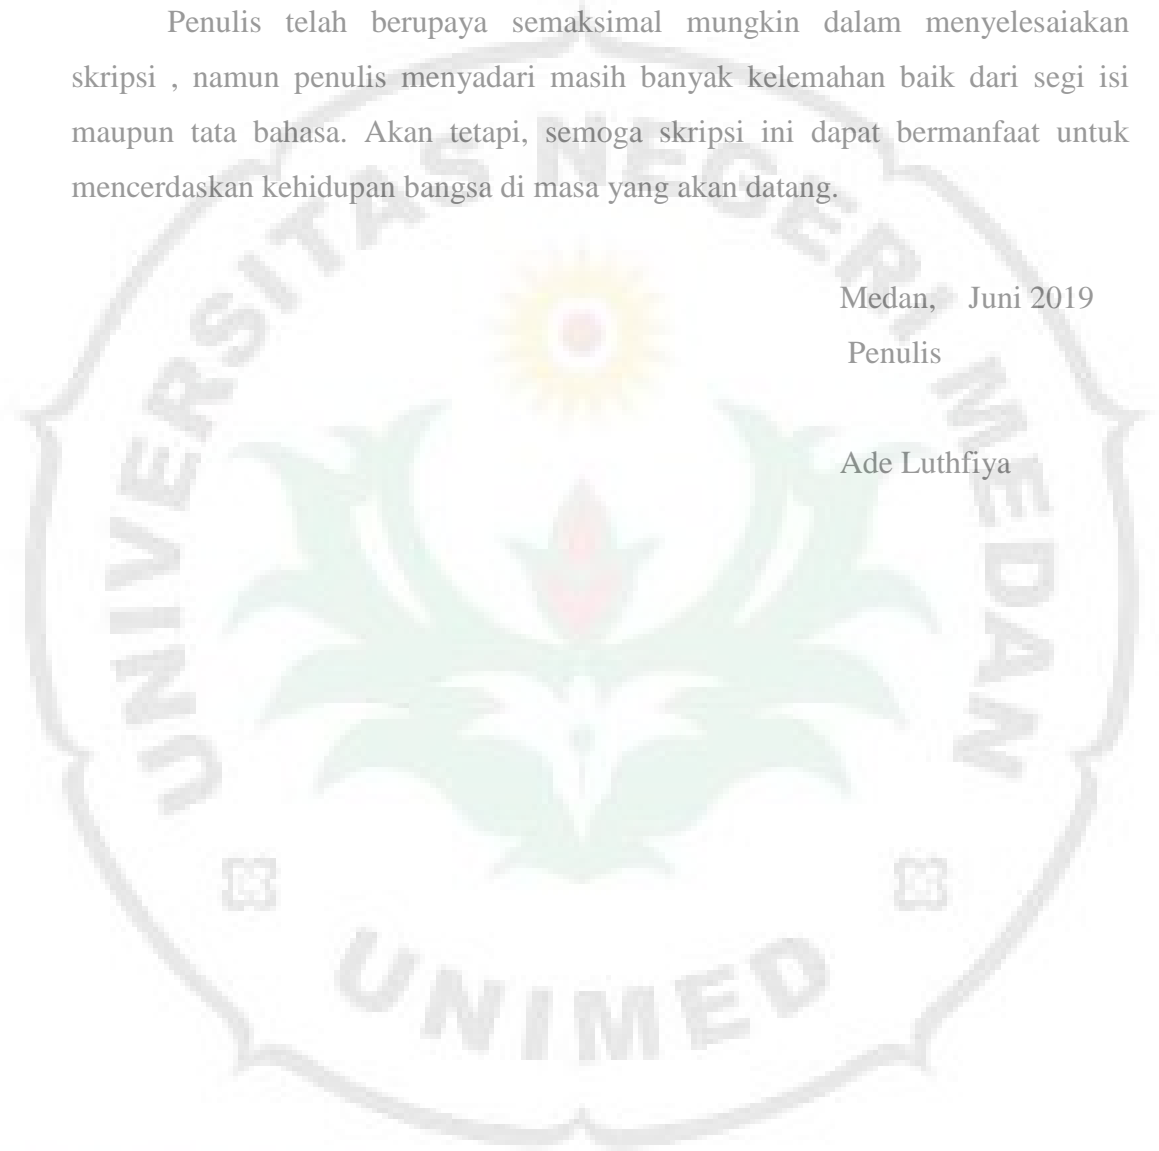 Penulis telah berupaya semaksimal mungkin dalam menyelesaiakan
skripsi , namun penulis menyadari masih banyak kelemahan baik dari segi isi
maupun tata bahasa. Akan tetapi, semoga skripsi ini dapat bermanfaat untuk
mencerdaskan kehidupan bangsa di masa yang akan datang.
Medan, Juni 2019
Penulis
Ade Luthfiya
UNIVERSITAS NEGERI MEDAN
UNIMED